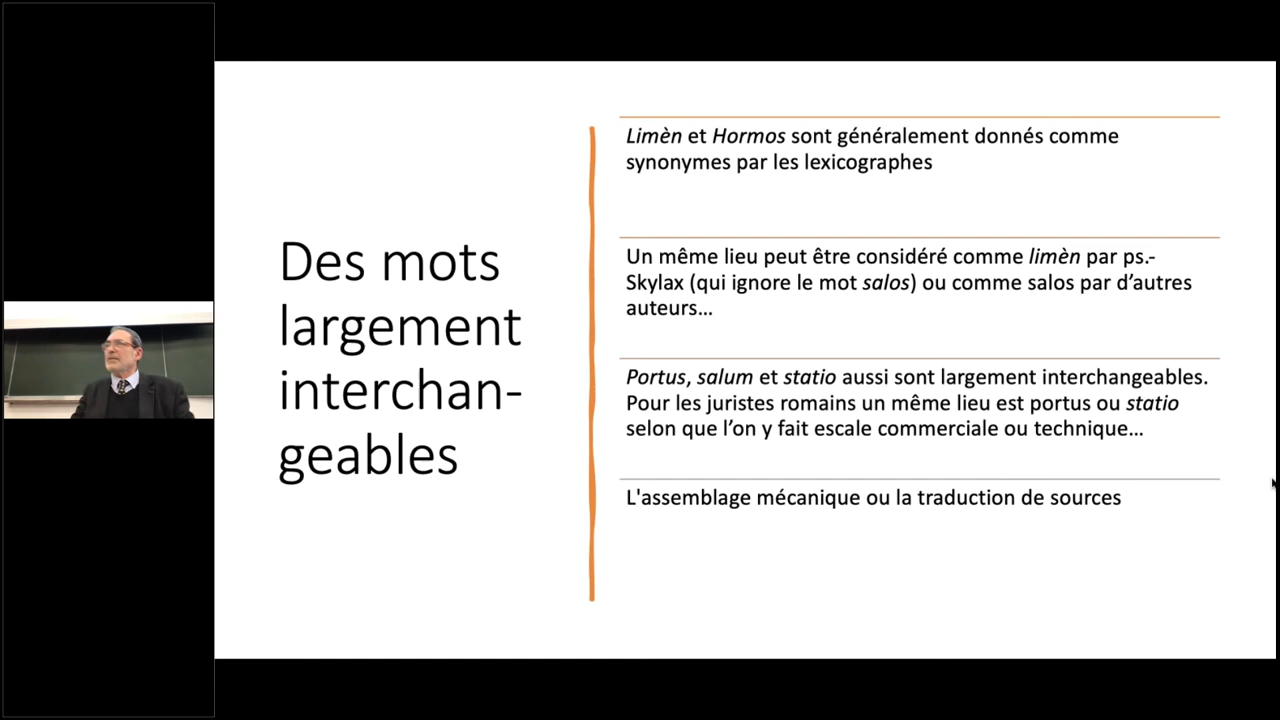 Des mots
largement
interchan-
geables
Limèn et Hormos sont généralement donnés comme
synonymes par les lexicographes
Un même lieu peut être considéré comme limèn par ps.-
Skylax (qui ignore le mot salos) ou comme salos par d’autres
auteurs…
Portus, salum et statio aussi sont largement interchangeables.
Pour les juristes romains un même lieu est portus ou statio
selon que l’on y fait escale commerciale ou technique…
L'assemblage mécanique ou la traduction de sources